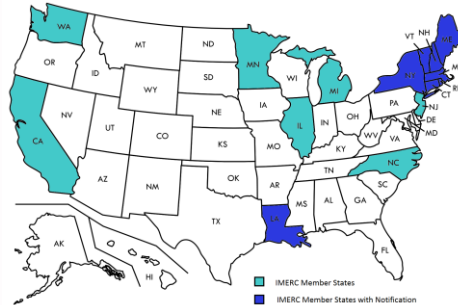 WA
MT
ND
MN
VT
NH
ME
OR
ID
SD
WI
MI
NY
M
RI
CT
WY
IA
PA
NJ
NV
NE
IL
IN
OH
DE
MD
UT
CO
KS
MO
KY
WV
VA
CA
AZ
NM
OK
AR
TN
NC
SC
TX
LA
MS
AL
GA
FL
AK
HI
IMERC Member States
IMERC Member States with Notification